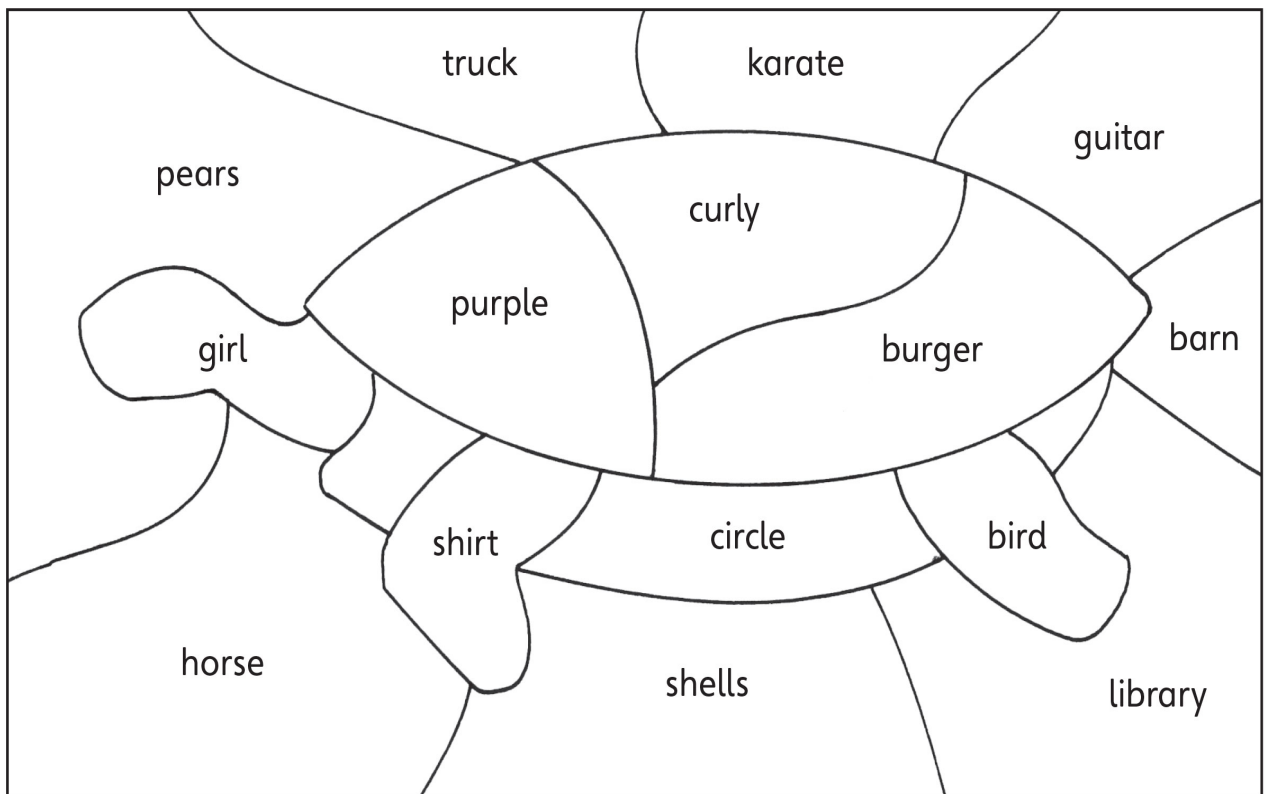 truck
karate
guitar
pears
curly
purple
girl
burger
barn
shirt
circle
bird
horse
shells
library